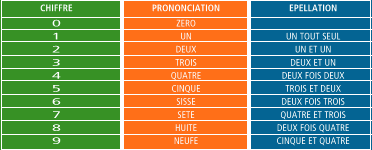 CHIFFRE PRONONCIATION EPELLATION
0 ZERO
1 UN UN TOUT SEUL
2 DEUX UN ET UN
3 TROIS DEUX ET UN
4 QUATRE DEUX FOIS DEUX
5 CINQUE TROIS ET DEUX
6 SISSE DEUX FOIS TROIS
7 SETE QUATRE ET TROIS
8 HUITE DEUX FOIS QUATRE
9 NEUFE CINQUE ET QUATRE